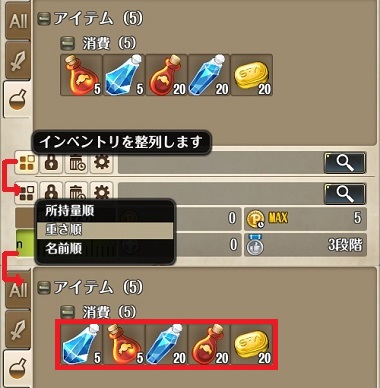 All
アイテム (5)
消費 (5)
5 5 20 20 20
インベントリを整列します
所持量順
重さ順
名前順
0 P MAX 5
n 0 3段階
All
アイテム (5)
消費 (5)
5 5 20 20 20